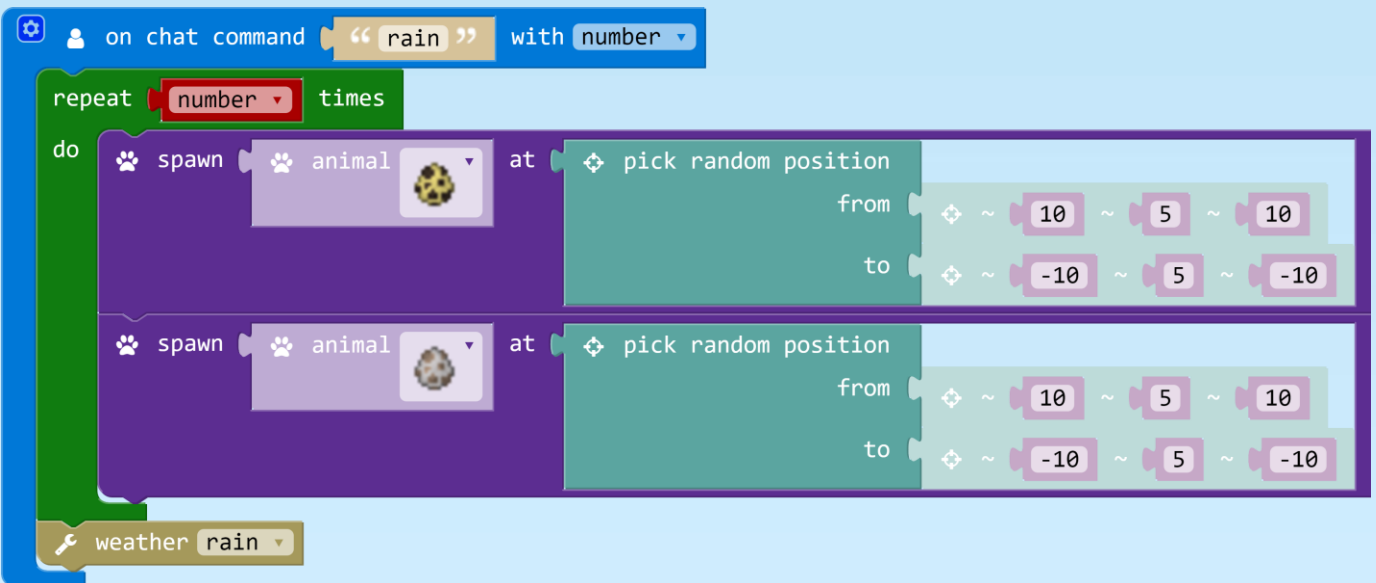 on chat command “ rain ” with number
repeat number times
do spawn animal at pick random position
from ~ 10 ~ 5 ~ 10
to ~ -10 ~ 5 ~ -10
spawn animal at pick random position
from ~ 10 ~ 5 ~ 10
to ~ -10 ~ 5 ~ -10
weather rain